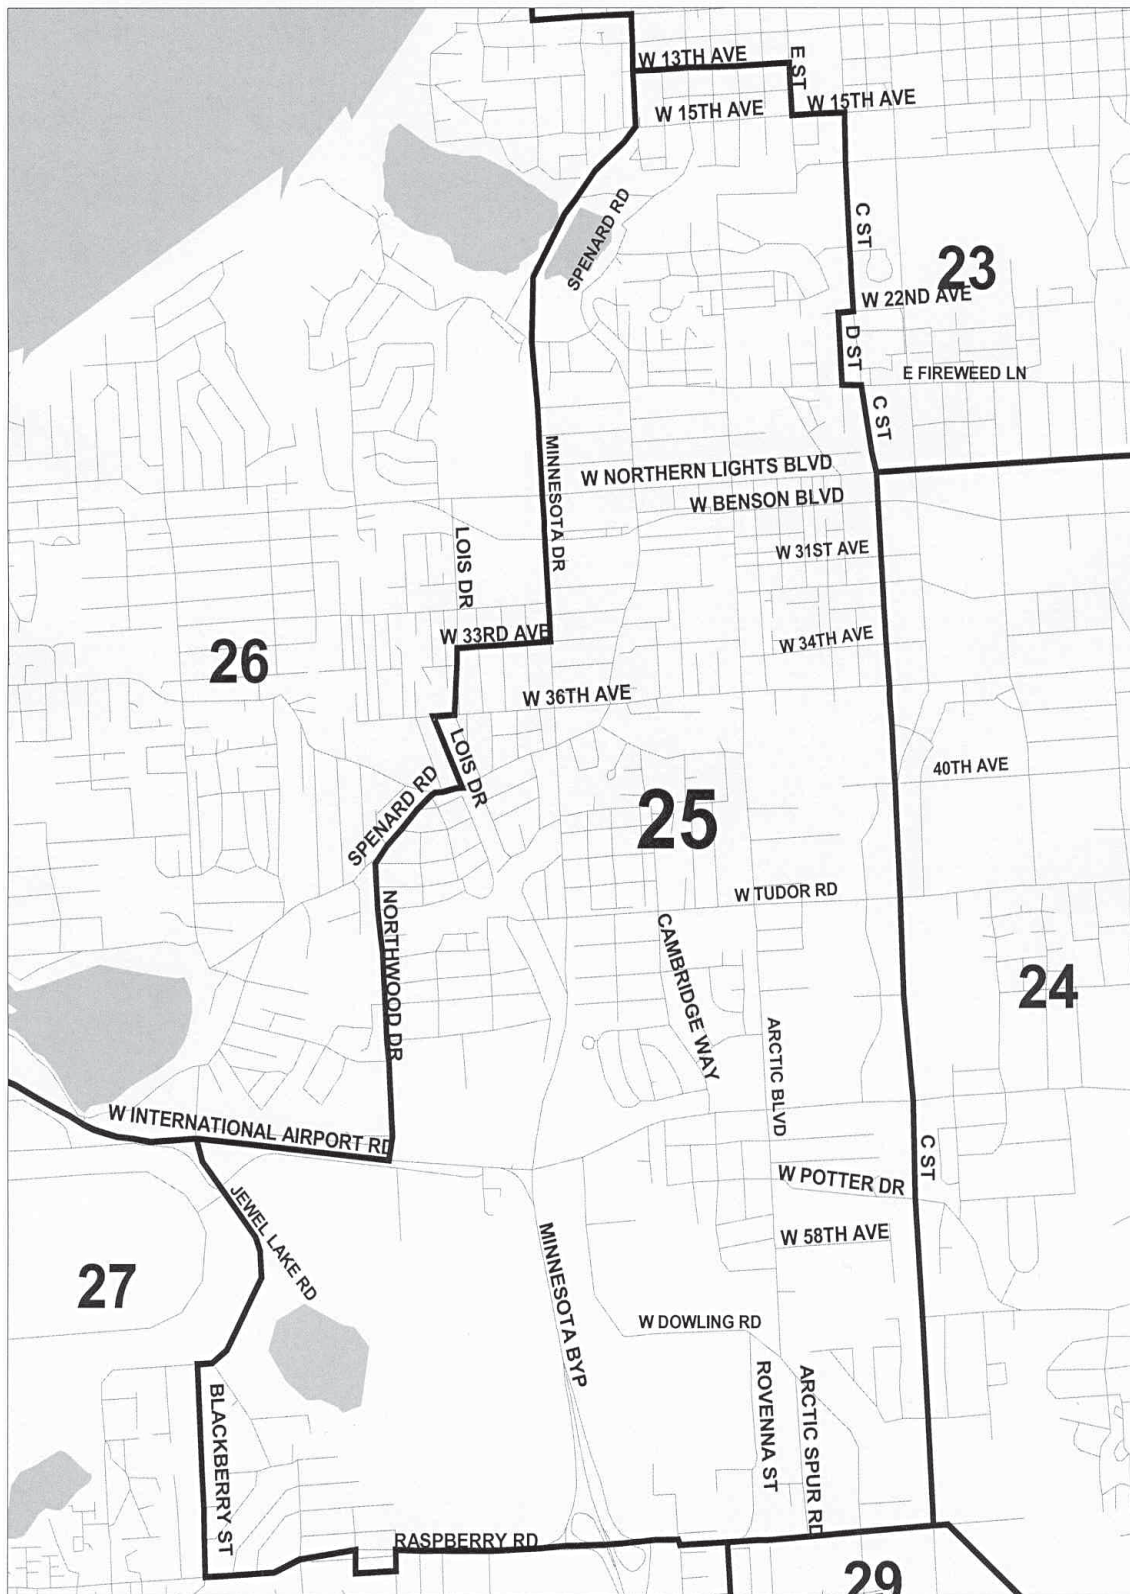 W 13TH AVE
E ST
W 15TH AVE
W 15TH AVE
SPENARD RD
C ST
23
W 22ND AVE
D ST
E FIREWEED LN
C ST
MINNESOTA DR
W NORTHERN LIGHTS BLVD
W BENSON BLVD
LOIS DR
W 31ST AVE
W 33RD AVE
W 34TH AVE
26
W 36TH AVE
LOIS DR
SPENARD RD
40TH AVE
25
W TUDOR RD
NORTHWOOD DR
CAMBRIDGE WAY
24
ARCTIC BLVD
W INTERNATIONAL AIRPORT RD
C ST
W POTTER DR
JEWEL LAKE RD
MINNESOTA BYP
W 58TH AVE
27
W DOWLING RD
BLACKBERRY ST
ROVENNA ST
ARCTIC SPUR RD
RASPBERRY RD
29